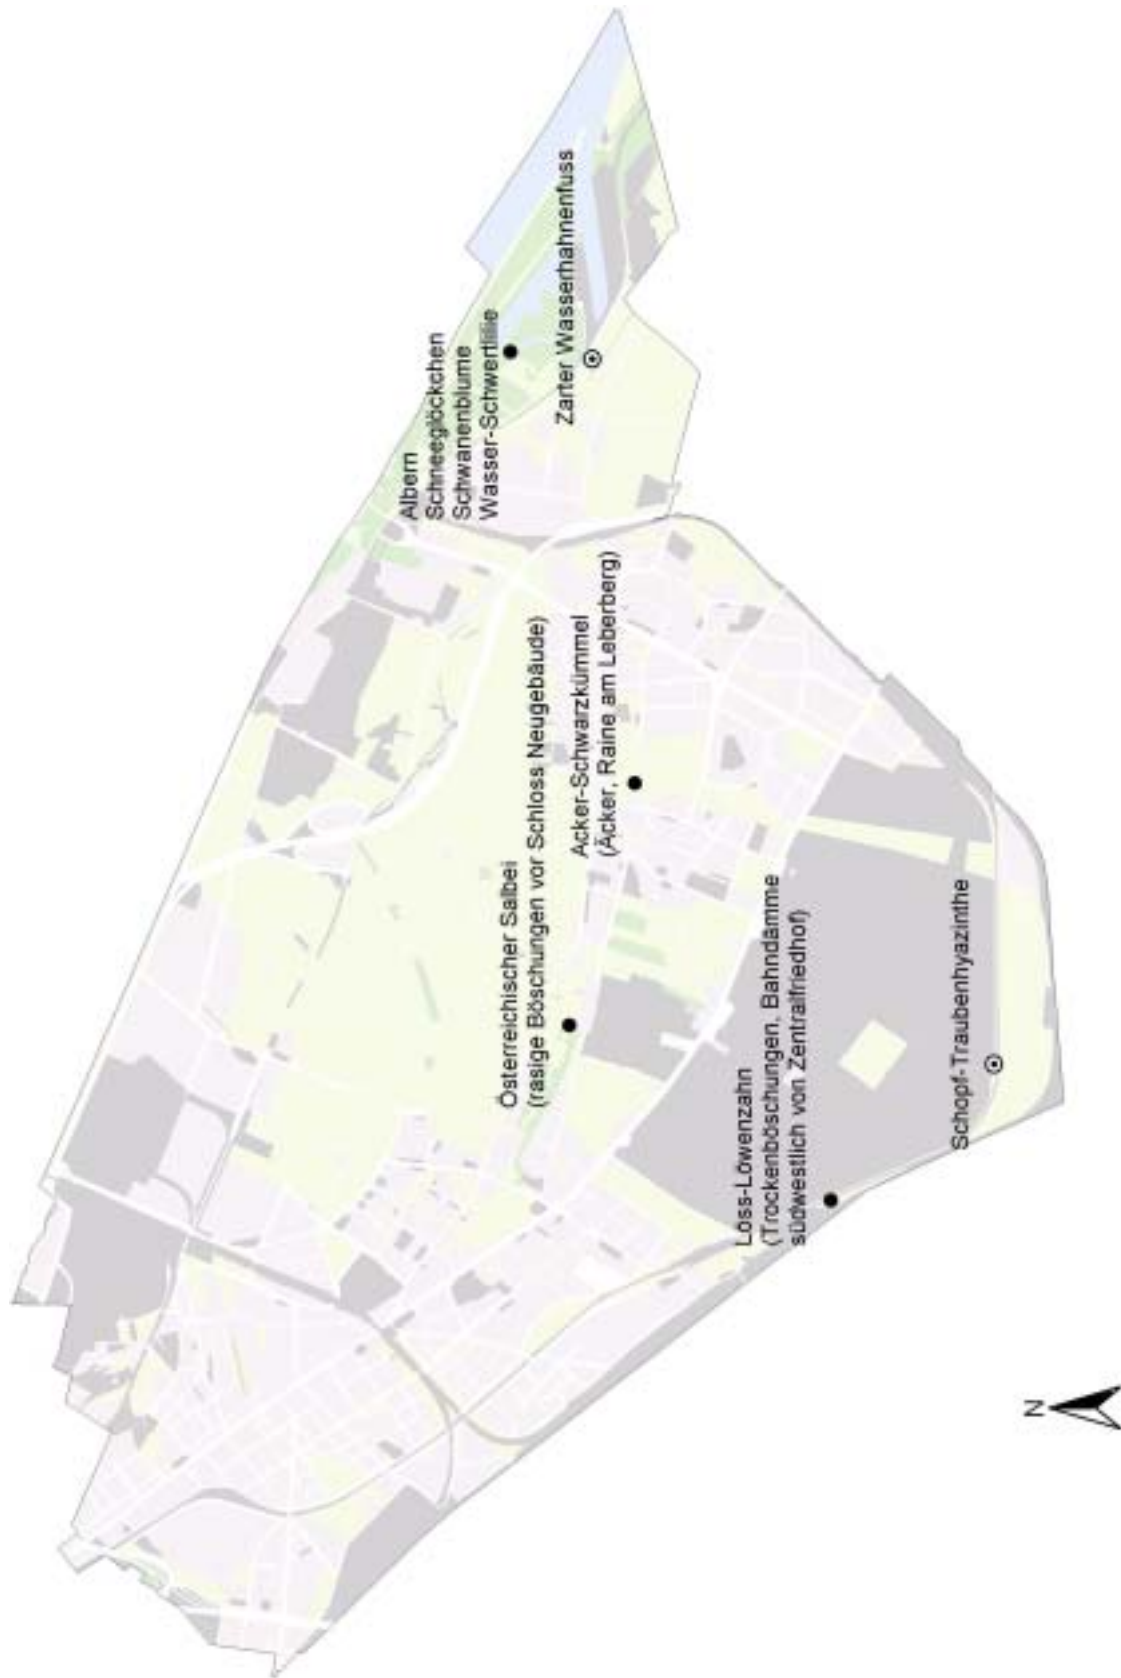 Albern
Schneeglöckchen
Schwanenblume
Wasser-Schwertlilie
Zarter Wasserhahnenfuss
Österreichischer Salbei
(rasige Böschungen vor Schloss Neugebäude)
Acker-Schwarzkümmel
(Äcker, Raine am Leberberg)
Löss-Löwenzahn
(Trockenböschungen, Bahndämme
südwestlich von Zentralfriedhof)
Schopf-Traubenhyazinthe
N